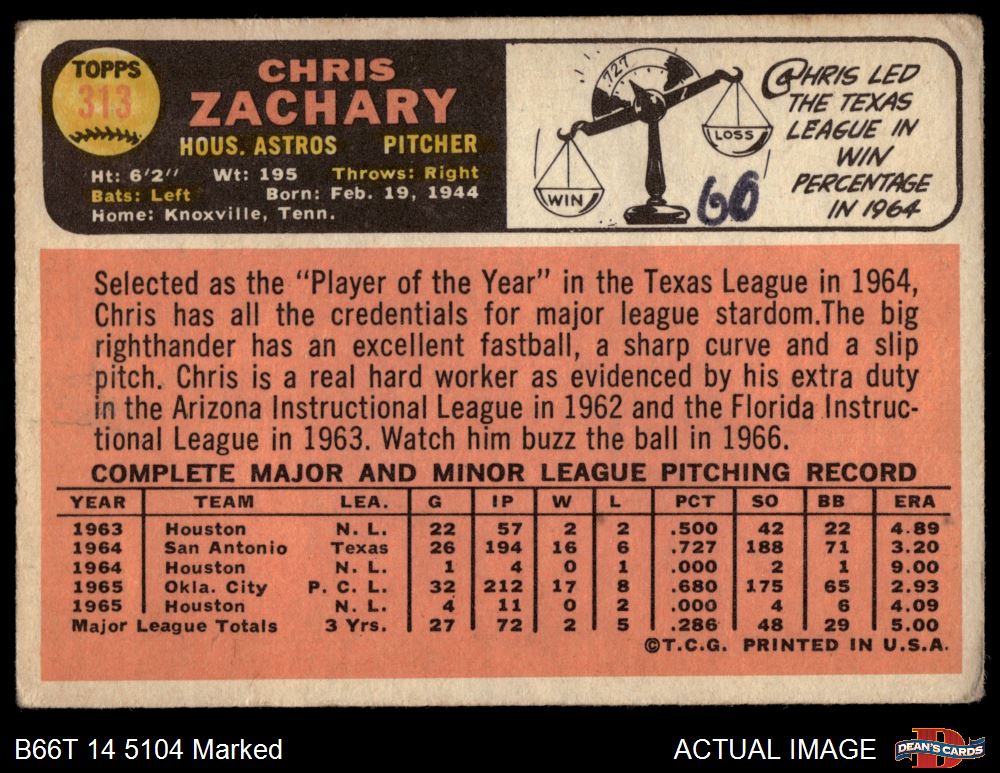 TOPPS
313
CHRIS
ZACHARY
HOUS. ASTROS PITCHER
Ht: 6'2" Wt: 195 Throws: Right
Bats: Left Born: Feb. 19, 1944
Home: Knoxville, Tenn.
.727
WIN
LOSS
60
CHRIS LED
THE TEXAS
LEAGUE IN
WIN
PERCENTAGE
IN 1964
Selected as the "Player of the Year" in the Texas League in 1964,
Chris has all the credentials for major league stardom.The big
righthander has an excellent fastball, a sharp curve and a slip
pitch. Chris is a real hard worker as evidenced by his extra duty
in the Arizona Instructional League in 1962 and the Florida Instruc-
tional League in 1963. Watch him buzz the ball in 1966.
COMPLETE MAJOR AND MINOR LEAGUE PITCHING RECORD
YEAR TEAM LEA. G IP W L PCT SO BB ERA
1963 Houston N. L. 22 57 2 2 .500 42 22 4.89
1964 San Antonio Texas 26 194 16 6 .727 188 71 3.20
1964 Houston N. L. 1 4 0 1 .000 2 1 9.00
1965 Okla. City P. C. L. 32 212 17 8 .680 175 65 2.93
1965 Houston N. L. 4 11 0 2 .000 4 6 4.09
Major League Totals 3 Yrs. 27 72 2 5 .286 48 29 5.00
©T.C.G. PRINTED IN U.S.A.
B66T 14 5104 Marked
ACTUAL IMAGE
D
DEAN'S CARDS